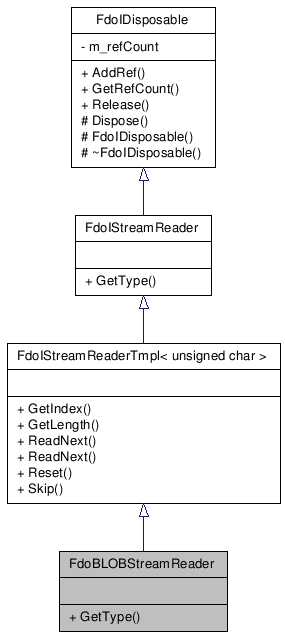 FdoIDisposable
- m_refCount
+ AddRef()
+ GetRefCount()
+ Release()
# Dispose()
# FdoIDisposable()
# ~FdoIDisposable()
FdoIStreamReader
+ GetType()
FdoIStreamReaderTmpl< unsigned char >
+ GetIndex()
+ GetLength()
+ ReadNext()
+ ReadNext()
+ Reset()
+ Skip()
FdoBLOBStreamReader
+ GetType()